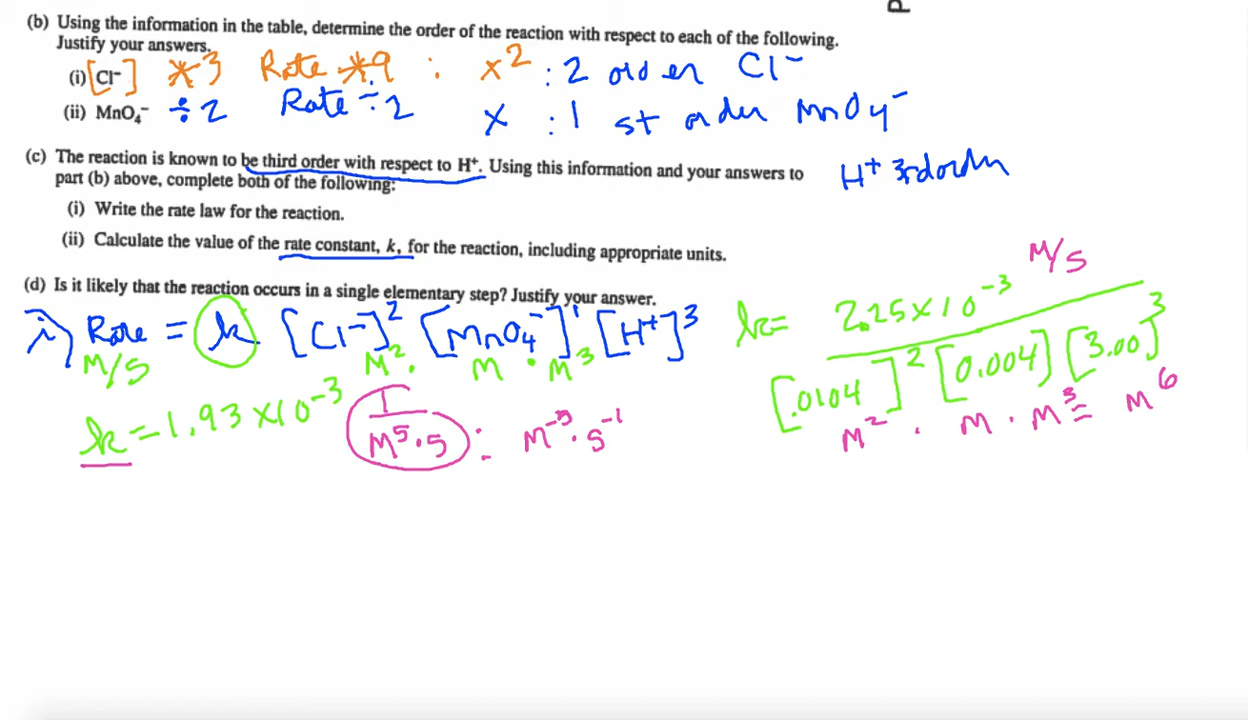 (b) Using the information in the table, determine the order of the reaction with respect to each of the following.
Justify your answers.
(i) [Cl⁻] *3 Rate *9 : x² : 2 order Cl⁻
(ii) MnO₄⁻ ÷2 Rate ÷2 x : 1 st order MnO4⁻
(c) The reaction is known to be third order with respect to H⁺. Using this information and your answers to
part (b) above, complete both of the following:
H⁺ 3rd order
(i) Write the rate law for the reaction.
(ii) Calculate the value of the rate constant, k, for the reaction, including appropriate units.
(d) Is it likely that the reaction occurs in a single elementary step? Justify your answer.
i) Rate = k [Cl⁻]² [MnO₄⁻]¹ [H⁺]³
M/S M² · M · M³
k = 1.93 x10⁻³ 1 / M⁵·s : M⁻⁵·s⁻¹
M/S
k = 2.25 x 10⁻³
[.0104]² [0.004] [3.00]³
M² · M · M³ = M⁶